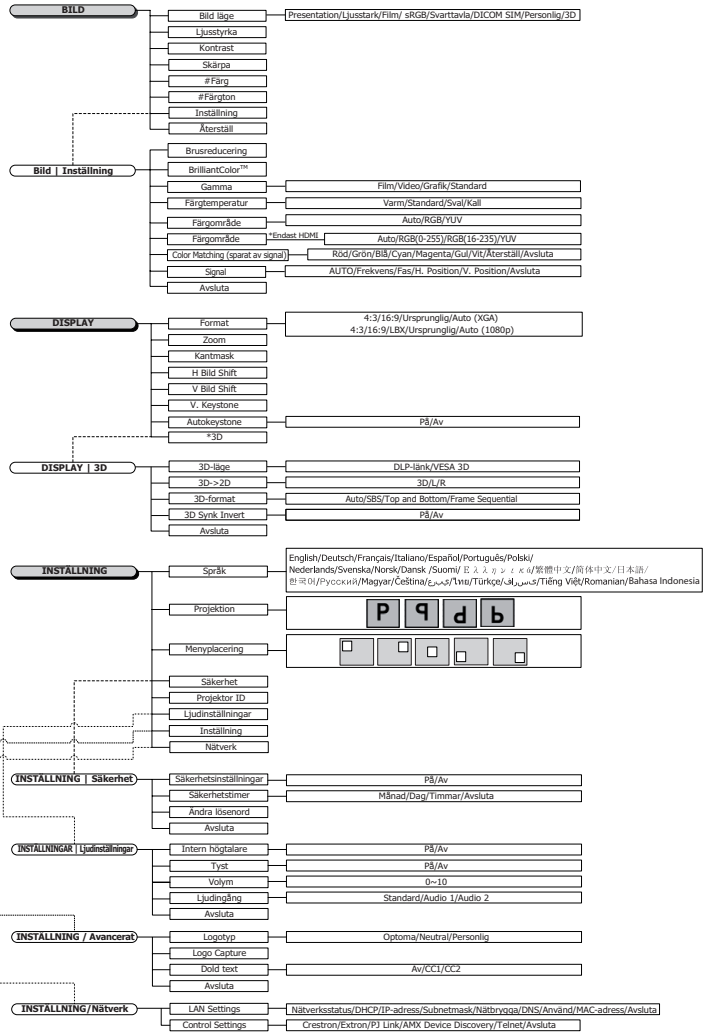 BILD
Bild läge
Presentation/Ljusstark/Film/ sRGB/Svarttavla/DICOM SIM/Personlig/3D
Ljusstyrka
Kontrast
Skärpa
#Färg
#Färgton
Inställning
Återställ
Bild | Inställning
Brusreducering
BrilliantColor™
Gamma
Film/Video/Grafik/Standard
Färgtemperatur
Varm/Standard/Sval/Kall
Färgområde
Auto/RGB/YUV
Färgområde
*Endast HDMI
Auto/RGB(0-255)/RGB(16-235)/YUV
Color Matching (sparat av signal)
Röd/Grön/Blå/Cyan/Magenta/Gul/Vit/Återställ/Avsluta
Signal
AUTO/Frekvens/Fas/H. Position/V. Position/Avsluta
Avsluta
DISPLAY
Format
4:3/16:9/Ursprunglig/Auto (XGA)
4:3/16:9/LBX/Ursprunglig/Auto (1080p)
Zoom
Kantmask
H Bild Shift
V Bild Shift
V. Keystone
Autokeystone
På/Av
*3D
DISPLAY | 3D
3D-läge
DLP-länk/VESA 3D
3D->2D
3D/L/R
3D-format
Auto/SBS/Top and Bottom/Frame Sequential
3D Synk Invert
På/Av
Avsluta
INSTÄLLNING
Språk
English/Deutsch/Français/Italiano/Español/Português/Polski/
Nederlands/Svenska/Norsk/Dansk /Suomi/ Ελληνικά/繁體中文/简体中文/日本語/
한국어/Русский/Magyar/Čeština/ﻱﺏﺭﻉ/ไทย/Türkçe/ﻯﺱﺭﺍﻑ/Tiếng Việt/Romanian/Bahasa Indonesia
Projektion
P
Menyplacering
Säkerhet
Projektor ID
Ljudinställningar
Inställning
Nätverk
INSTÄLLNING | Säkerhet
Säkerhetsinställningar
På/Av
Säkerhetstimer
Månad/Dag/Timmar/Avsluta
Ändra lösenord
Avsluta
INSTÄLLNINGAR | Ljudinställningar
Intern högtalare
På/Av
Tyst
På/Av
Volym
0~10
Ljudingång
Standard/Audio 1/Audio 2
Avsluta
INSTÄLLNING / Avancerat
Logotyp
Optoma/Neutral/Personlig
Logo Capture
Dold text
Av/CC1/CC2
Avsluta
INSTÄLLNING/Nätverk
LAN Settings
Nätverksstatus/DHCP/IP-adress/Subnetmask/Nätbrygga/DNS/Använd/MAC-adress/Avsluta
Control Settings
Crestron/Extron/PJ Link/AMX Device Discovery/Telnet/Avsluta